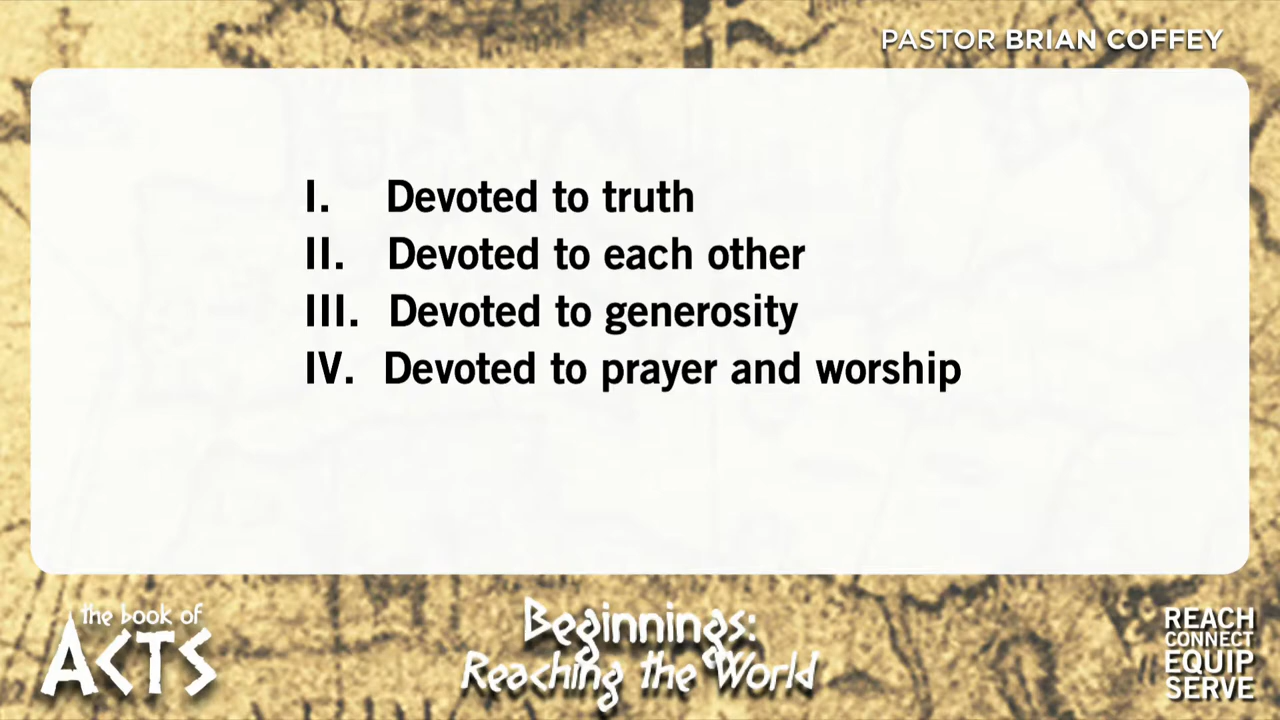 PASTOR BRIAN COFFEY
I. Devoted to truth
II. Devoted to each other
III. Devoted to generosity
IV. Devoted to prayer and worship
the book of
ACTS
Beginnings:
Reaching the World
REACH
CONNECT
EQUIP
SERVE